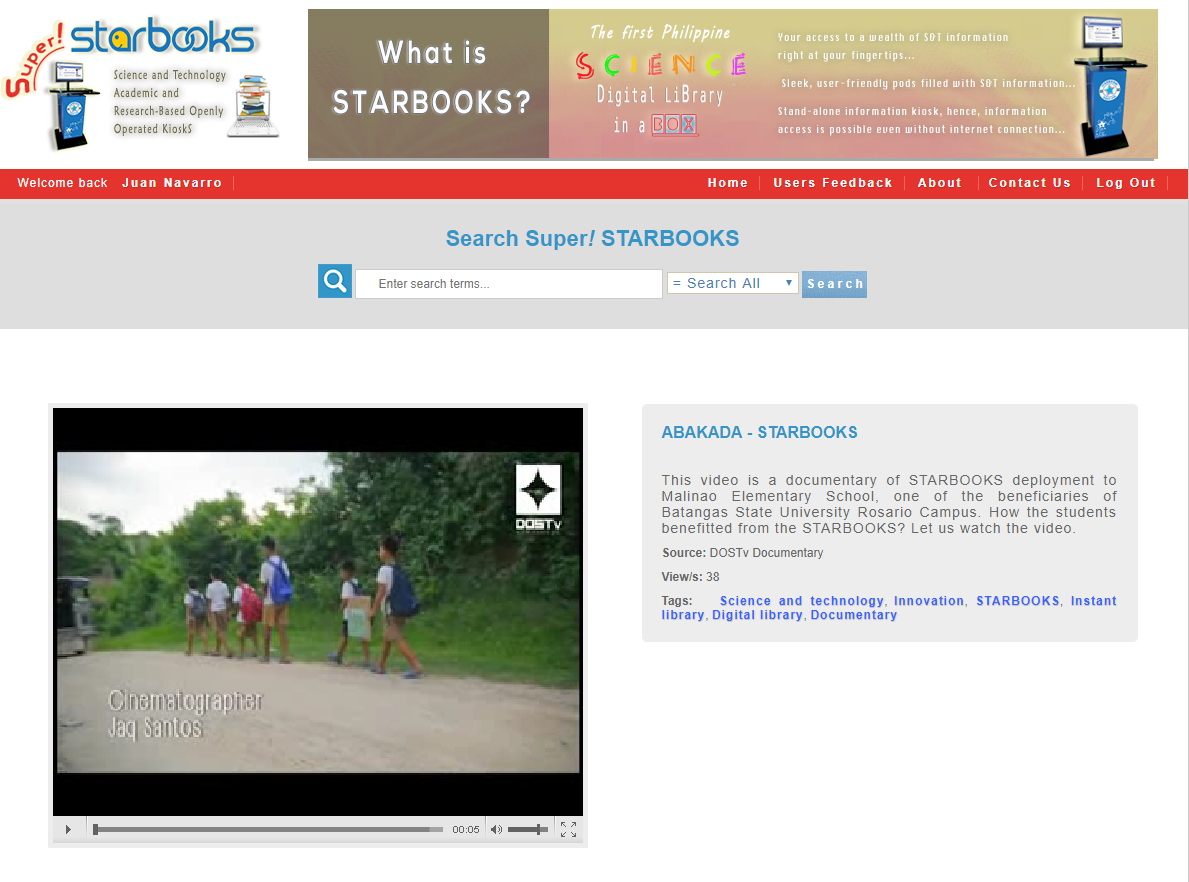 Super!
starbooks
Science and Technology
Academic and
Research-Based Openly
Operated KioskS
What is
STARBOOKS?
The first Philippine
SCIENCE
Digital LiBrary
in a BOX
Your access to a wealth of S&T information
right at your fingertips...
Sleek, user-friendly pods filled with S&T information...
Stand-alone information kiosk, hence, information
access is possible even without internet connection...
Welcome back Juan Navarro
Home Users Feedback About Contact Us Log Out
Search Super! STARBOOKS
Enter search terms...
= Search All
Search
DOSTv
Cinematographer
Jaq Santos
00:05
ABAKADA - STARBOOKS
This video is a documentary of STARBOOKS deployment to
Malinao Elementary School, one of the beneficiaries of
Batangas State University Rosario Campus. How the students
benefitted from the STARBOOKS? Let us watch the video.
Source: DOSTv Documentary
View/s: 38
Tags: Science and technology, Innovation, STARBOOKS, Instant
library, Digital library, Documentary